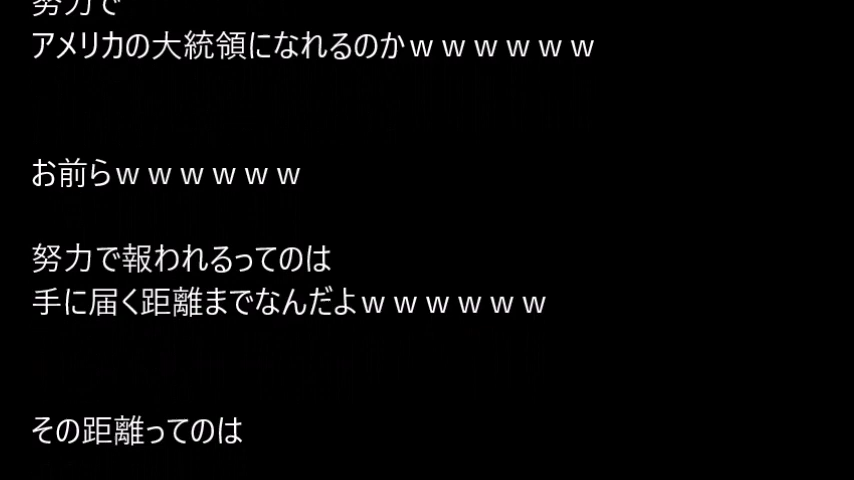 努力で
アメリカの大統領になれるのかｗｗｗｗｗｗ
お前らｗｗｗｗｗｗ
努力で報われるってのは
手に届く距離までなんだよｗｗｗｗｗｗ
その距離ってのは